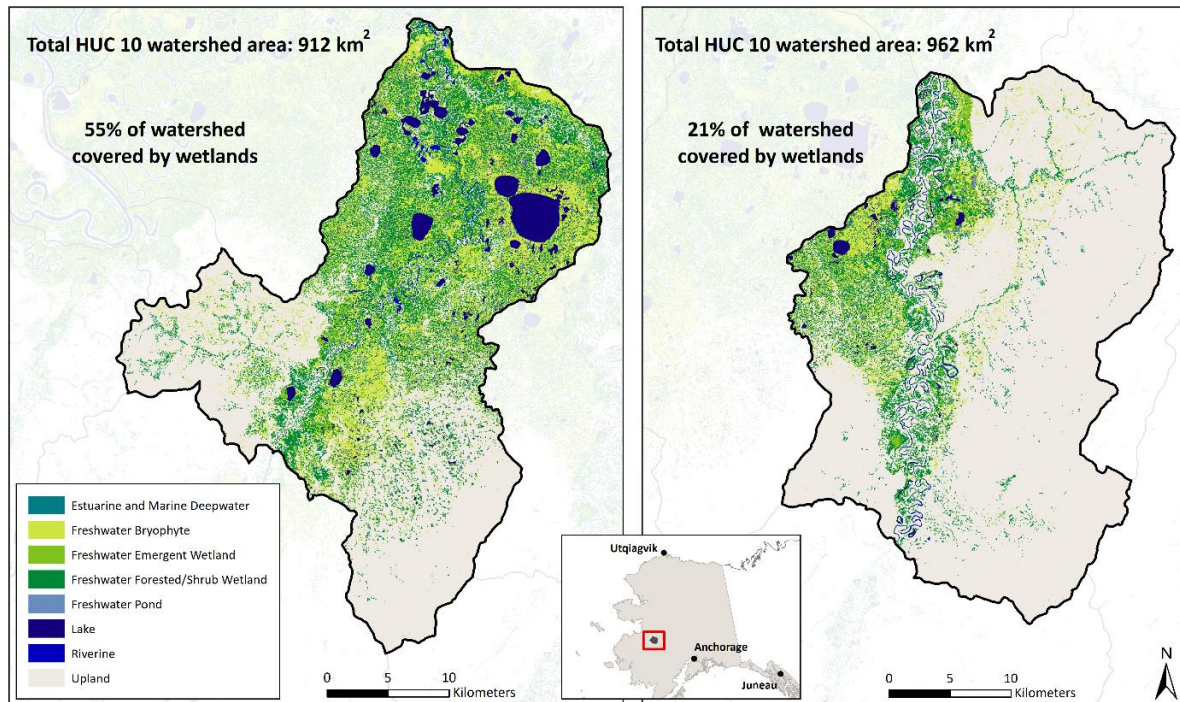 Total HUC 10 watershed area: 912 km2
55% of watershed
covered by wetlands
Estuarine and Marine Deepwater
Freshwater Bryophyte
Freshwater Emergent Wetland
Freshwater Forested/Shrub Wetland
Freshwater Pond
Lake
Riverine
Upland
0 5 10
Kilometers
Utqiagvik
Anchorage
Juneau
Total HUC 10 watershed area: 962 km2
21% of watershed
covered by wetlands
0 5 10
Kilometers
N